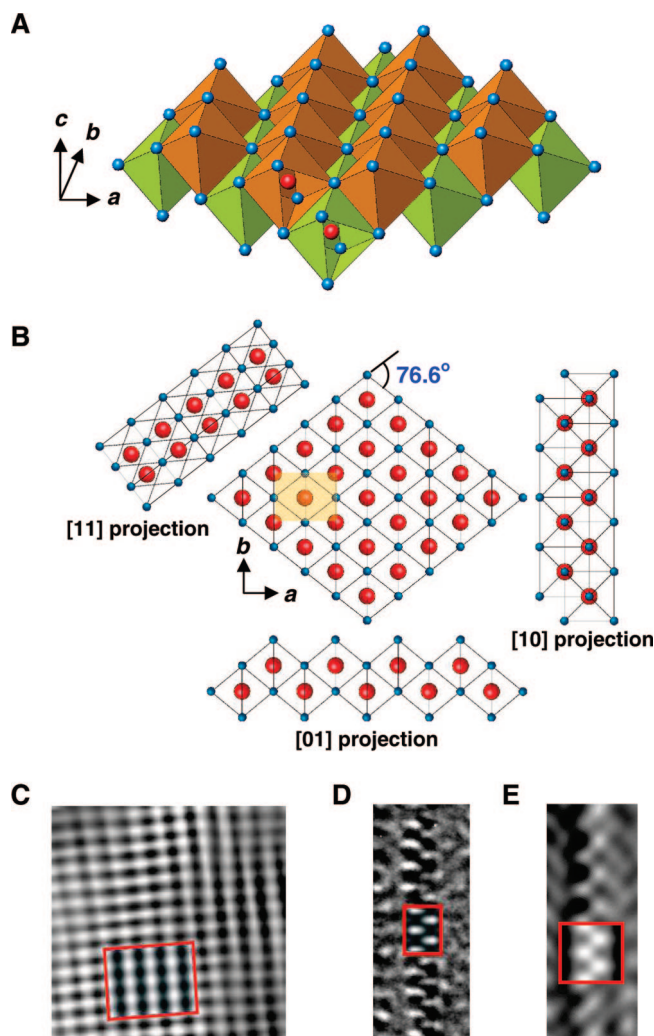 A
c
b
a
B
76.6°
[11] projection
b
a
[10] projection
[01] projection
C
D
E